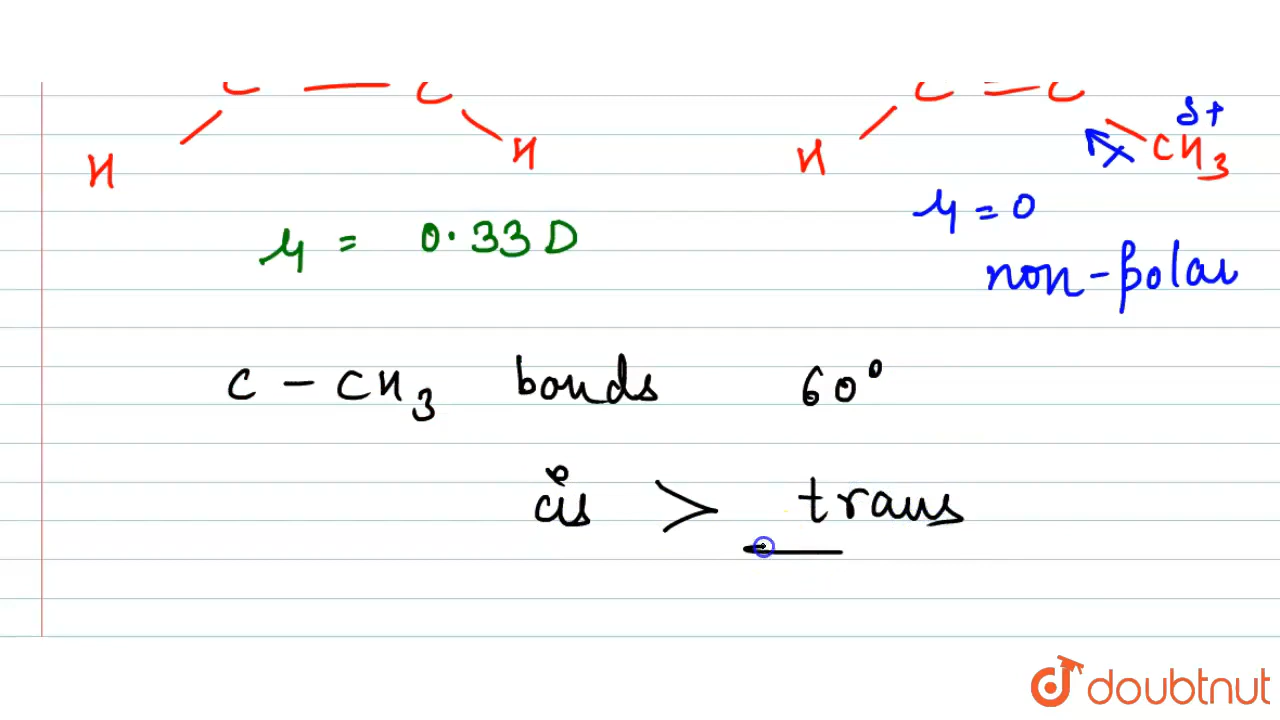 C — C C = C
δ+
H H H CH3
μ = 0.33 D μ = 0
non-polar
C - CH3 bonds 60°
cis > trans
doubtnut